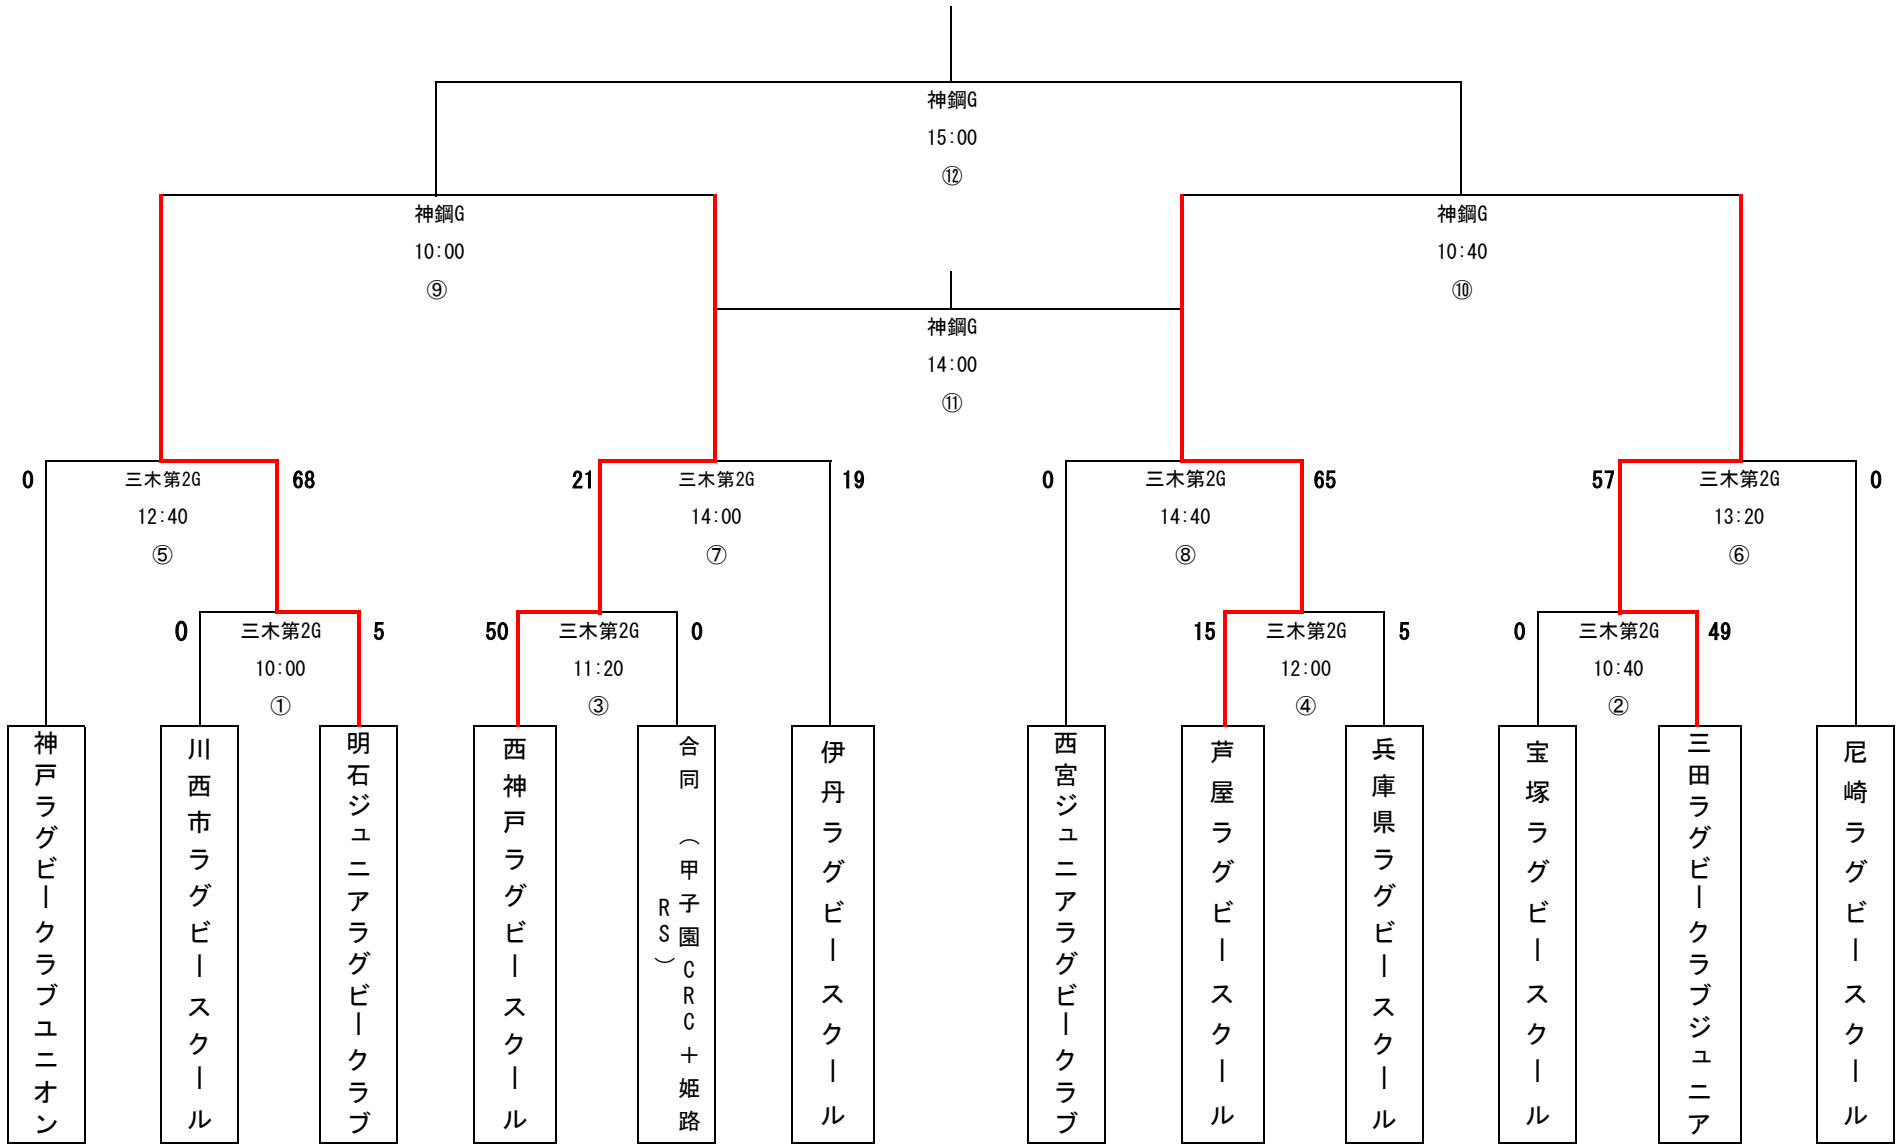 神鋼G
15:00
⑫
神鋼G
10:00
⑨
神鋼G
10:40
⑩
神鋼G
14:00
⑪
0
三木第2G
68
12:40
⑤
21
三木第2G
19
14:00
⑦
0
三木第2G
65
14:40
⑧
57
三木第2G
0
13:20
⑥
0
三木第2G
5
10:00
①
50
三木第2G
0
11:20
③
15
三木第2G
5
12:00
④
0
三木第2G
49
10:40
②
神戸ラグビークラブユニオン
川西市ラグビースクール
明石ジュニアラグビークラブ
西神戸ラグビースクール
合同　（甲子園CRC＋姫路
RS）
伊丹ラグビースクール
西宮ジュニアラグビークラブ
芦屋ラグビースクール
兵庫県ラグビースクール
宝塚ラグビースクール
三田ラグビークラブジュニア
尼崎ラグビースクール